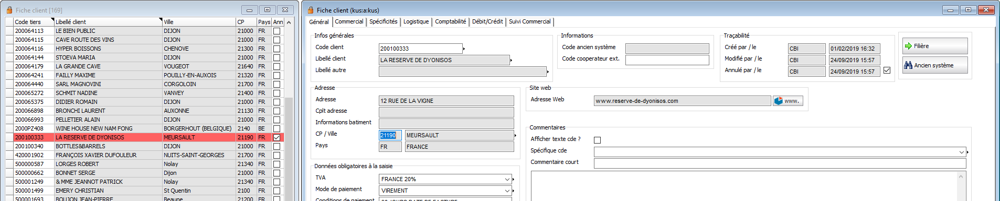 Fiche client [169]
Code tiers Libellé client Ville CP Pays Ann
200064113 LE BIEN PUBLIC DIJON 21000 FR
200064115 CAVE ROUTE DES VINS DIJON 21000 FR
200064116 HYPER BOISSONS CHENOVE 21300 FR
200064144 STOEVA MARIA DIJON 21000 FR
200064179 LA GRANDE CAVE VOUGEOT 21640 FR
200064241 FAILLY MAXIME POUILLY-EN-AUXOIS 21320 FR
200064440 SARL MAGNOVINI CORGOLOIN 21700 FR
200065272 SCHMIT NADINE VANVEY 21400 FR
200065375 DIDIER ROMAIN DIJON 21000 FR
200066898 BRONCHI LAURENT AUXONNE 21130 FR
200066993 PELLETIER ALAIN DIJON 21000 FR
2000PZ408 WINE HOUSE NEW NAM FONG BORGERHOUT (BELGIQUE) 2140 BE
200100333 LA RESERVE DE DYONISOS MEURSAULT 21190 FR
200100340 BOTTLES&BARRELS DIJON 21000 FR
420001902 FRANÇOIS XAVIER DUFOULEUR NUITS-SAINT-GEORGES 21700 FR
500000587 LORGES ROBERT Nolay 21340 FR
500000662 BONNET SERGE Dijon 21000 FR
500001249 & MME JEANNOT PATRICK Nolay 21340 FR
500001499 EMERY CHRISTIAN St Quentin 2100 FR
500001693 BOUJON JEAN-PIERRE Beaune 21200 FR
Fiche client (kus:a:kus)
Général Commercial Spécificités Logistique Comptabilité Débit/Crédit Suivi Commercial
Infos générales
Code client 200100333
Libellé client LA RESERVE DE DYONISOS
Libellé autre
Informations
Code ancien système
Code cooperateur ext.
Traçabilité
Créé par / le CBI 01/02/2019 16:32
Modifié par / le CBI 24/09/2019 15:57
Annulé par / le CBI 24/09/2019 15:57
Filière
Ancien système
Adresse
Adresse 12 RUE DE LA VIGNE
Cplt adresse
Informations batiment
CP / Ville 21190 MEURSAULT
Pays FR FRANCE
Site web
Adresse Web www.reserve-de-dyonisos.com www.
Commentaires
Afficher texte cde ?
Spécifique cde
Commentaire court
Données obligatoires à la saisie
TVA FRANCE 20%
Mode de paiement VIREMENT
Conditions de paiement 30 JOURS DATE DE FACTURE